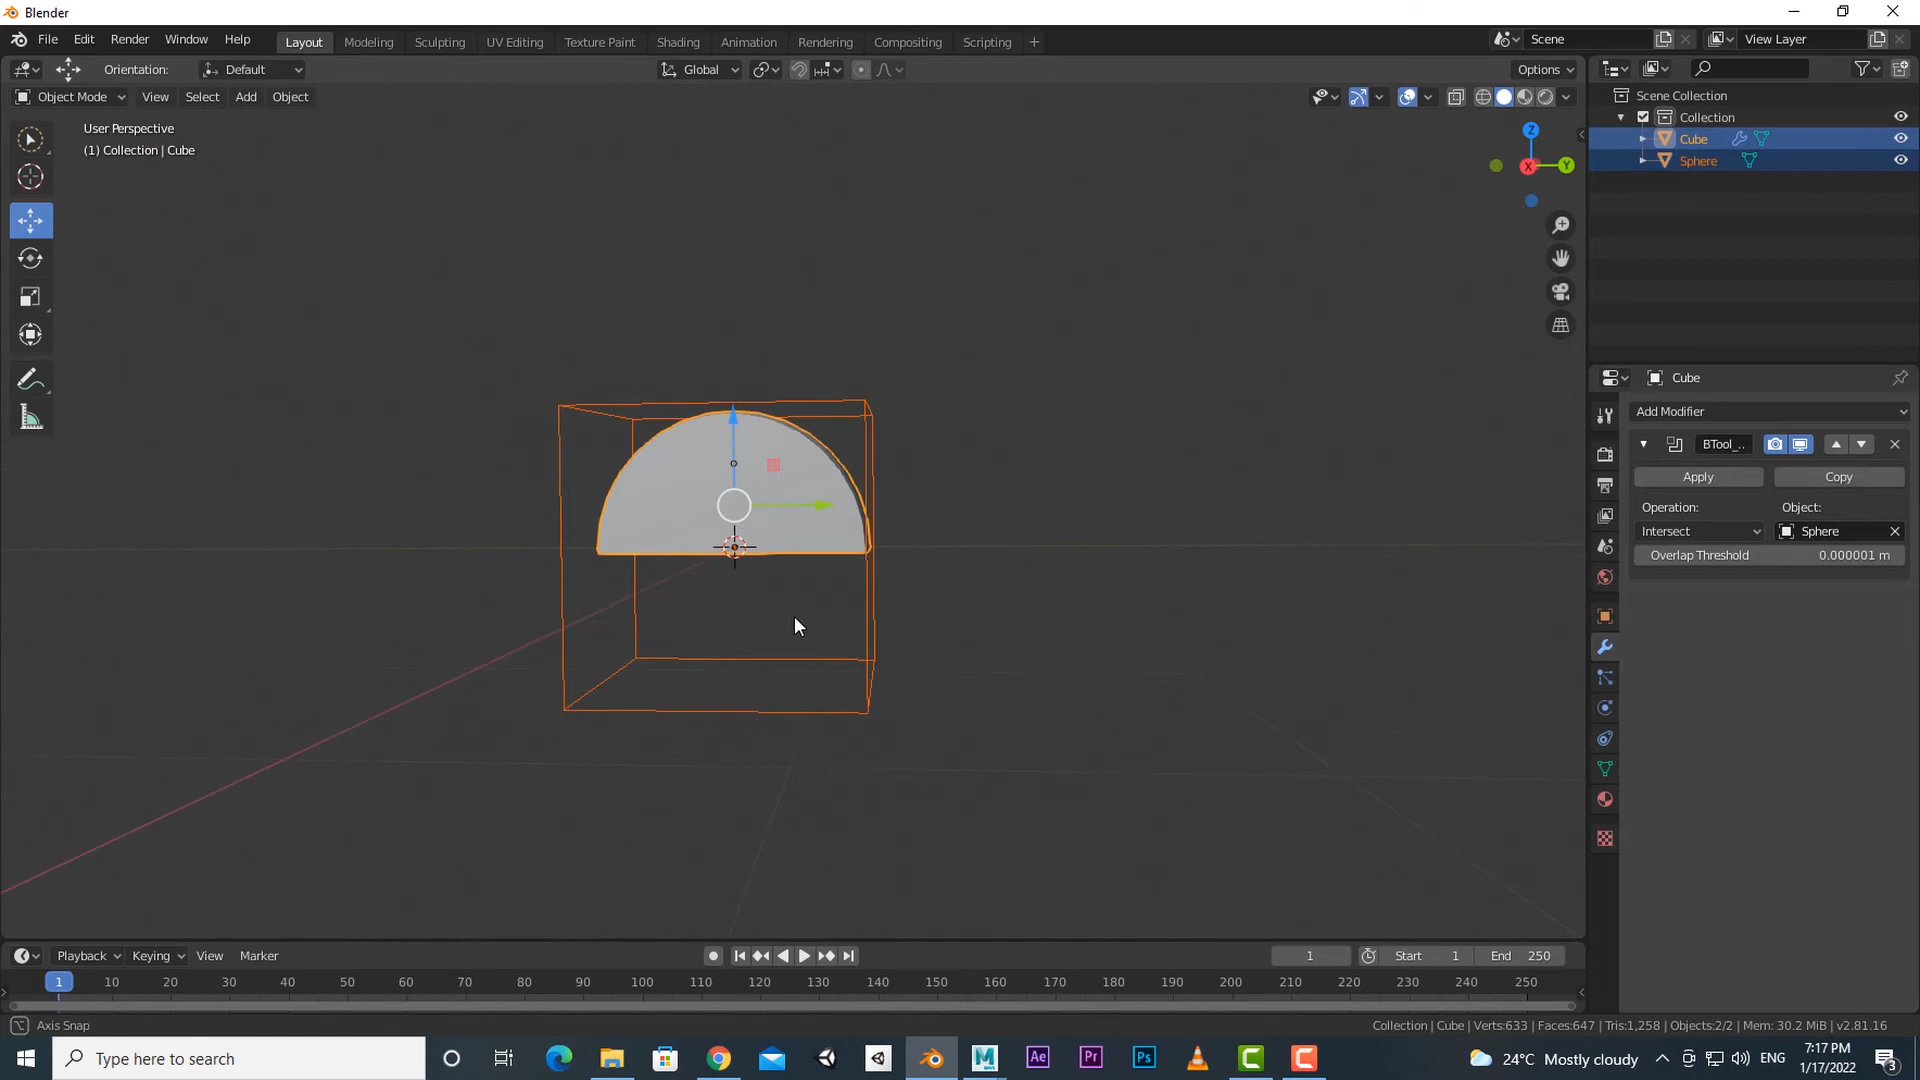 Blender
File Edit Render Window Help Layout Modeling Sculpting UV Editing Texture Paint Shading Animation Rendering Compositing Scripting + Scene View Layer
Orientation: Default Global Options
Object Mode View Select Add Object
User Perspective
(1) Collection | Cube
Z
X Y
Scene Collection
Collection
Cube
Sphere
Cube
Add Modifier
BTool_..
Apply Copy
Operation: Object:
Intersect Sphere
Overlap Threshold 0.000001 m
Playback Keying View Marker 1 Start 1 End 250
1 10 20 30 40 50 60 70 80 90 100 110 120 130 140 150 160 170 180 190 200 210 220 230 240 250
Axis Snap Collection | Cube | Verts:633 | Faces:647 | Tris:1,258 | Objects:2/2 | Mem: 30.2 MiB | v2.81.16
Type here to search Ae Pr Ps 24°C Mostly cloudy ENG 7:17 PM
1/17/2022 3